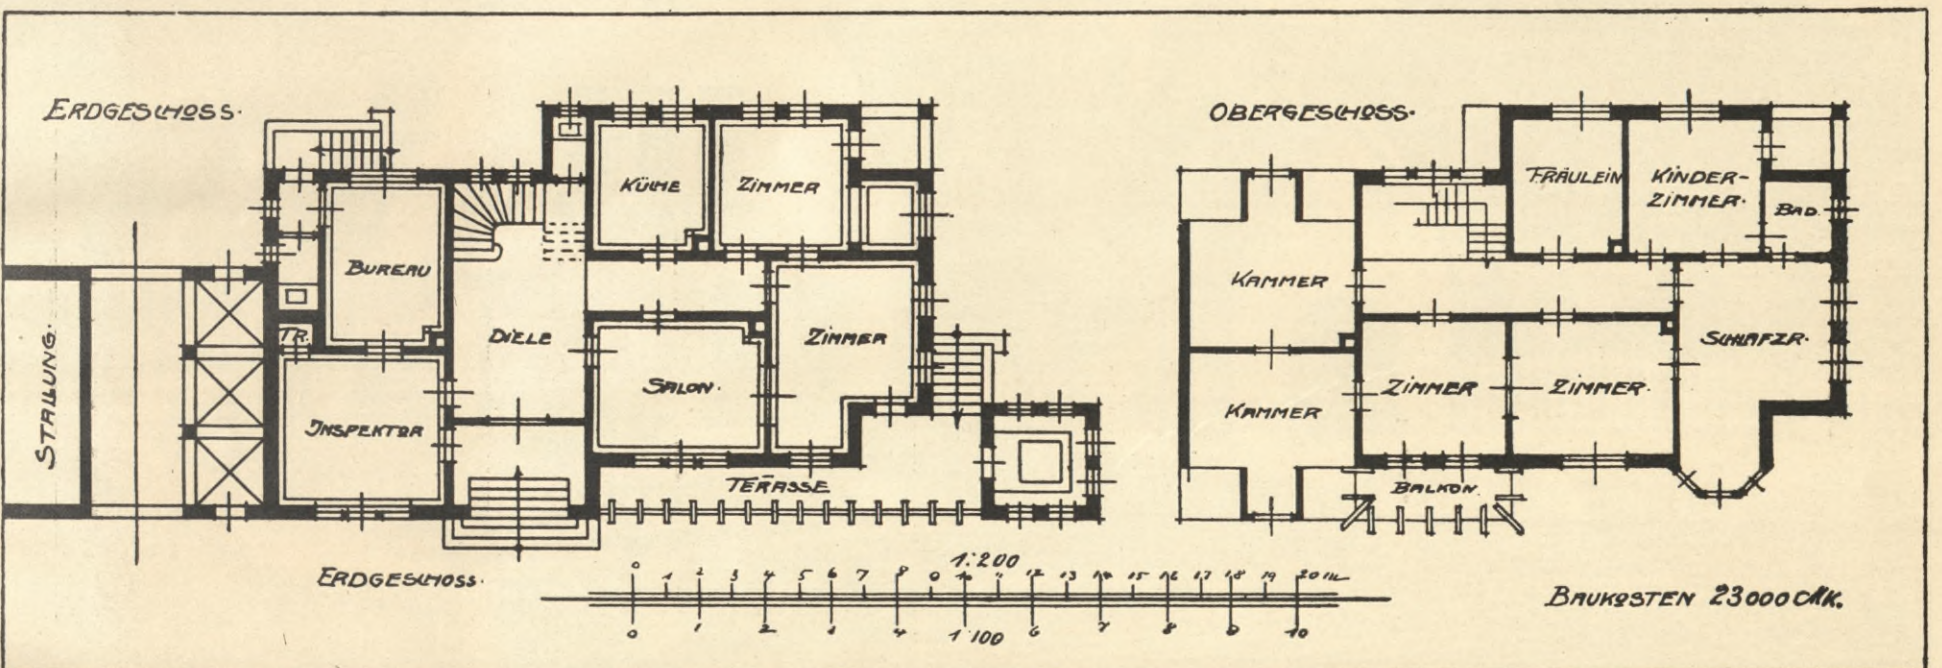 ERDGESCHOSS.
KÜCHE
ZIMMER
BUREAU
TR.
DIELE
ZIMMER
SALON.
STALLUNG.
INSPEKTOR
TERASSE
ERDGESCHOSS.
OBERGESCHOSS.
FRÄULEIN
KINDER-
ZIMMER.
BAD.
KAMMER
SCHLAFZR.
ZIMMER
ZIMMER.
KAMMER
BALKON
1:200
0 1 2 3 4 5 6 7 8 9 10 11 12 13 14 15 16 17 18 19 20 M
0 1 2 3 4 1:100 6 7 8 9 10
BAUKOSTEN 23000 MK.